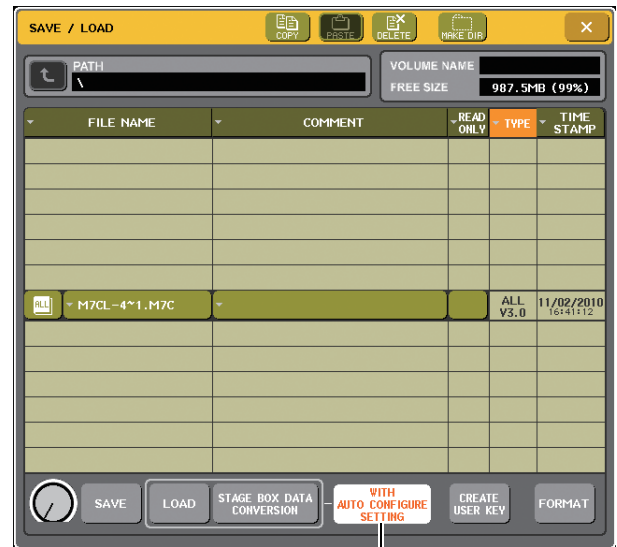 SAVE / LOAD
COPY
PASTE
DELETE
MAKE DIR
×
PATH
\
VOLUME NAME
FREE SIZE
987.5MB (99%)
FILE NAME
COMMENT
READ ONLY
TYPE
TIME STAMP
ALL
M7CL-4~1.M7C
ALL V3.0
11/02/2010
16:41:12
SAVE
LOAD
STAGE BOX DATA
CONVERSION
WITH
AUTO CONFIGURE
SETTING
CREATE
USER KEY
FORMAT